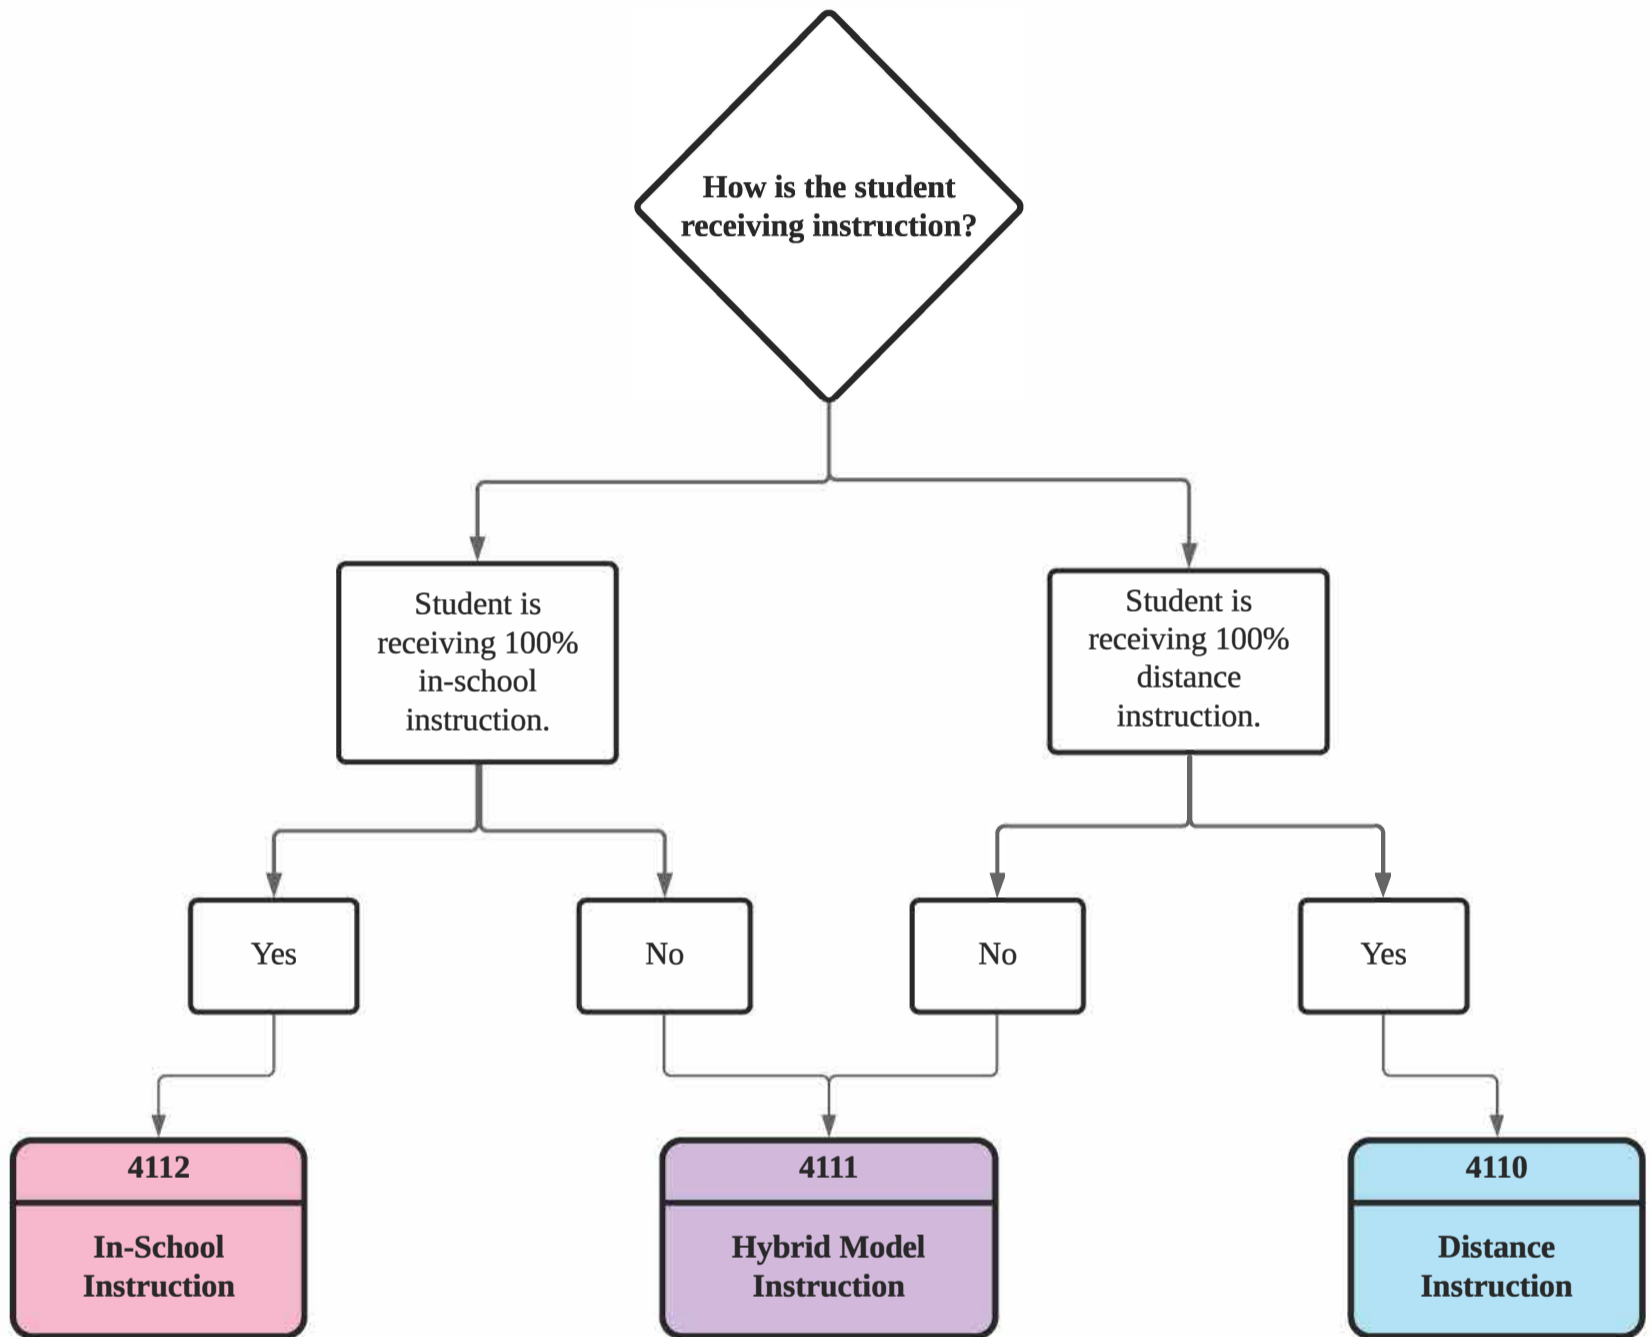 How is the student
receiving instruction?
Student is
receiving 100%
in-school
instruction.
Student is
receiving 100%
distance
instruction.
Yes
No
No
Yes
4112
In-School
Instruction
4111
Hybrid Model
Instruction
4110
Distance
Instruction